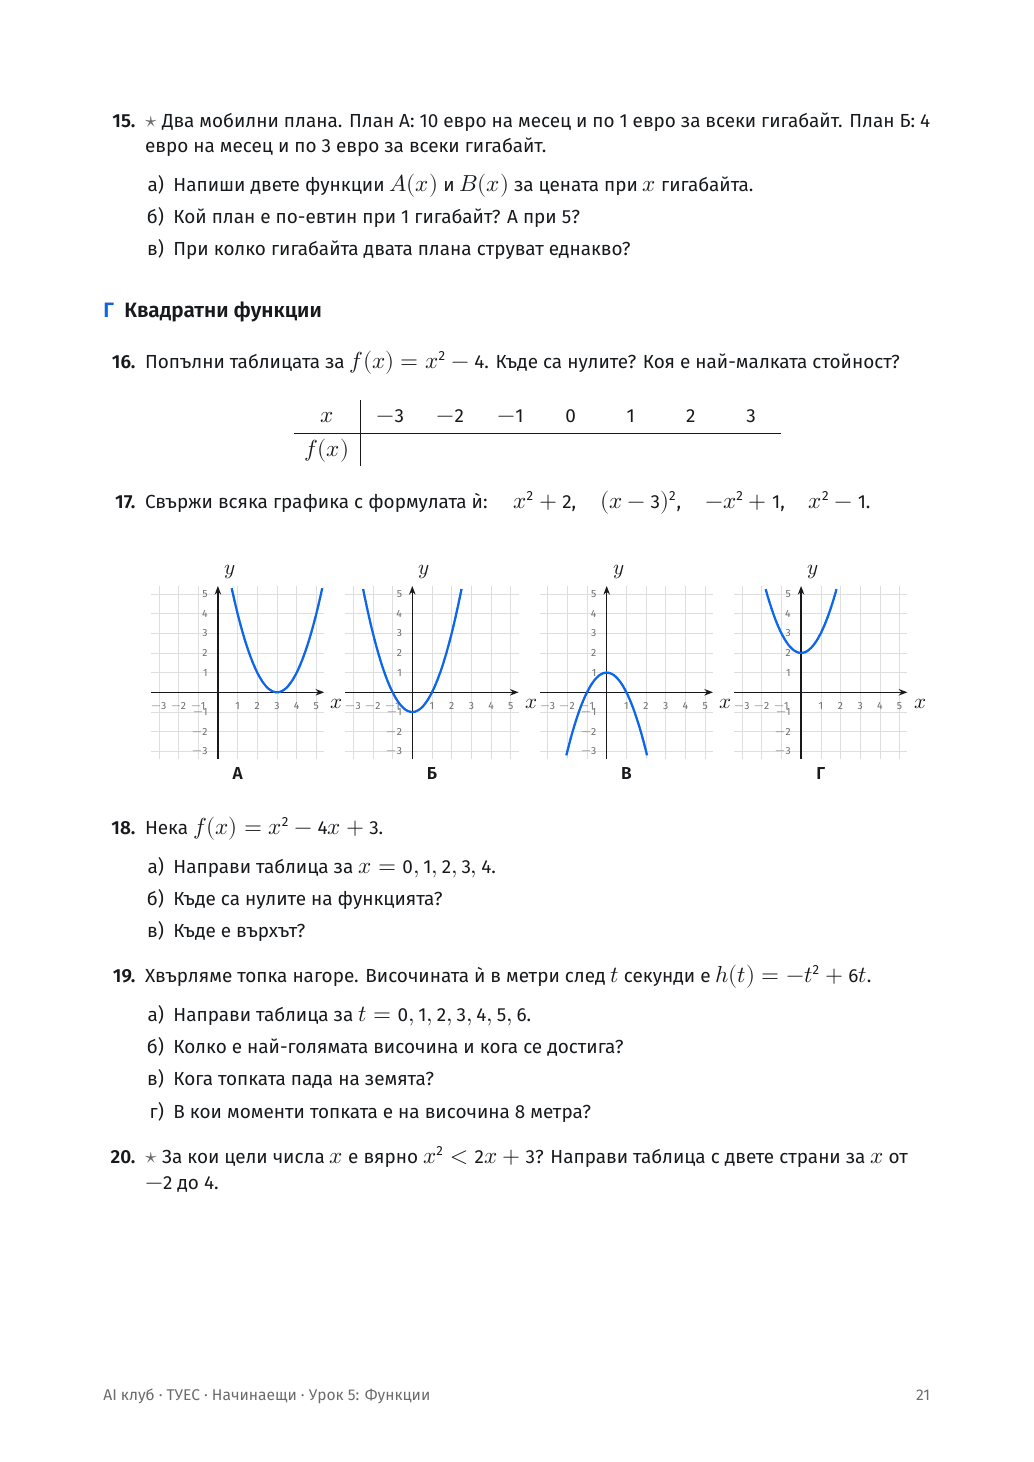 15. ⋆ Два мобилни плана. План А: 10 евро на месец и по 1 евро за всеки гигабайт. План Б: 4
евро на месец и по 3 евро за всеки гигабайт.
а) Напиши двете функции A(x) и B(x) за цената при x гигабайта.
б) Кой план е по-евтин при 1 гигабайт? А при 5?
в) При колко гигабайта двата плана струват еднакво?
Г Квадратни функции
16. Попълни таблицата за f(x) = x² − 4. Къде са нулите? Коя е най-малката стойност?
x −3 −2 −1 0 1 2 3
f(x)
17. Свържи всяка графика с формулата ѝ: x² + 2, (x − 3)², −x² + 1, x² − 1.
y y y y
5 5 5 5
4 4 4 4
3 3 3 3
2 2 2 2
1 1 1 1
−3 −2 −1 1 2 3 4 5 x −3 −2 −1 1 2 3 4 5 x −3 −2 −1 1 2 3 4 5 x −3 −2 −1 1 2 3 4 5 x
−1 −1 −1 −1
−2 −2 −2 −2
−3 −3 −3 −3
А Б В Г
18. Нека f(x) = x² − 4x + 3.
а) Направи таблица за x = 0, 1, 2, 3, 4.
б) Къде са нулите на функцията?
в) Къде е върхът?
19. Хвърляме топка нагоре. Височината ѝ в метри след t секунди е h(t) = −t² + 6t.
а) Направи таблица за t = 0, 1, 2, 3, 4, 5, 6.
б) Колко е най-голямата височина и кога се достига?
в) Кога топката пада на земята?
г) В кои моменти топката е на височина 8 метра?
20. ⋆ За кои цели числа x е вярно x² < 2x + 3? Направи таблица с двете страни за x от
−2 до 4.
AI клуб · ТУЕС · Начинаещи · Урок 5: Функции 21